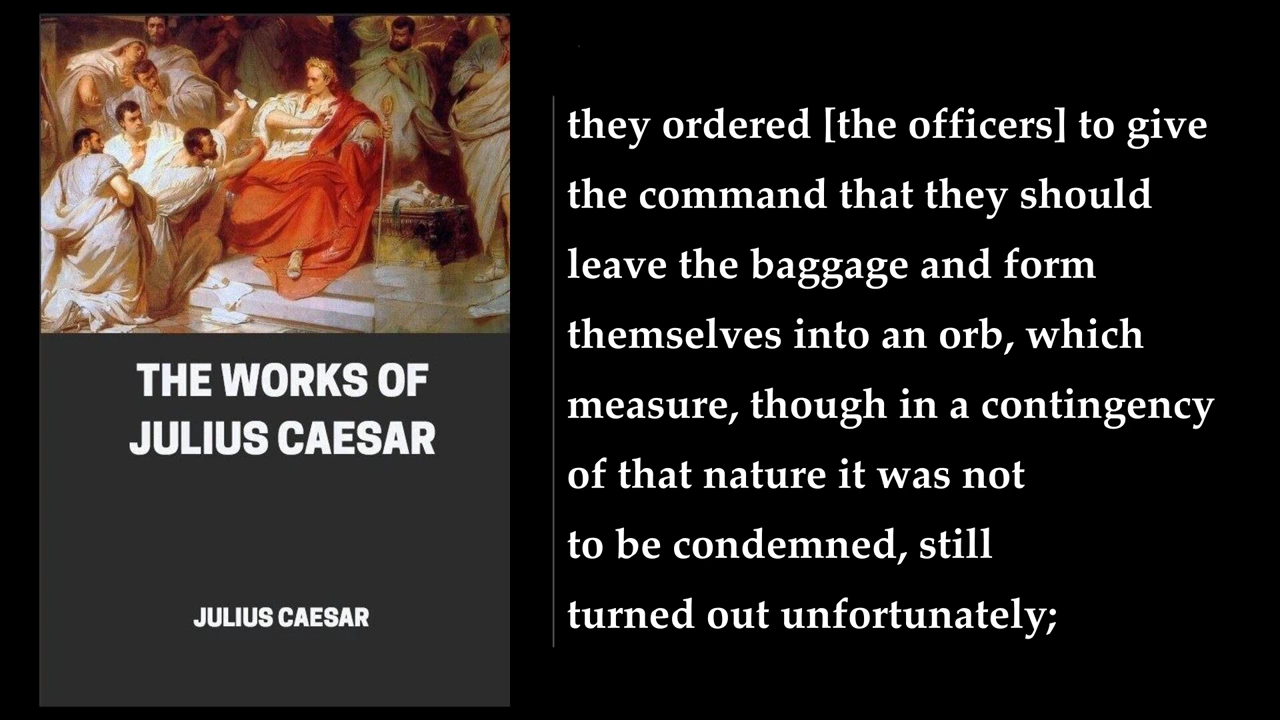 THE WORKS OF
JULIUS CAESAR
JULIUS CAESAR
they ordered [the officers] to give
the command that they should
leave the baggage and form
themselves into an orb, which
measure, though in a contingency
of that nature it was not
to be condemned, still
turned out unfortunately;